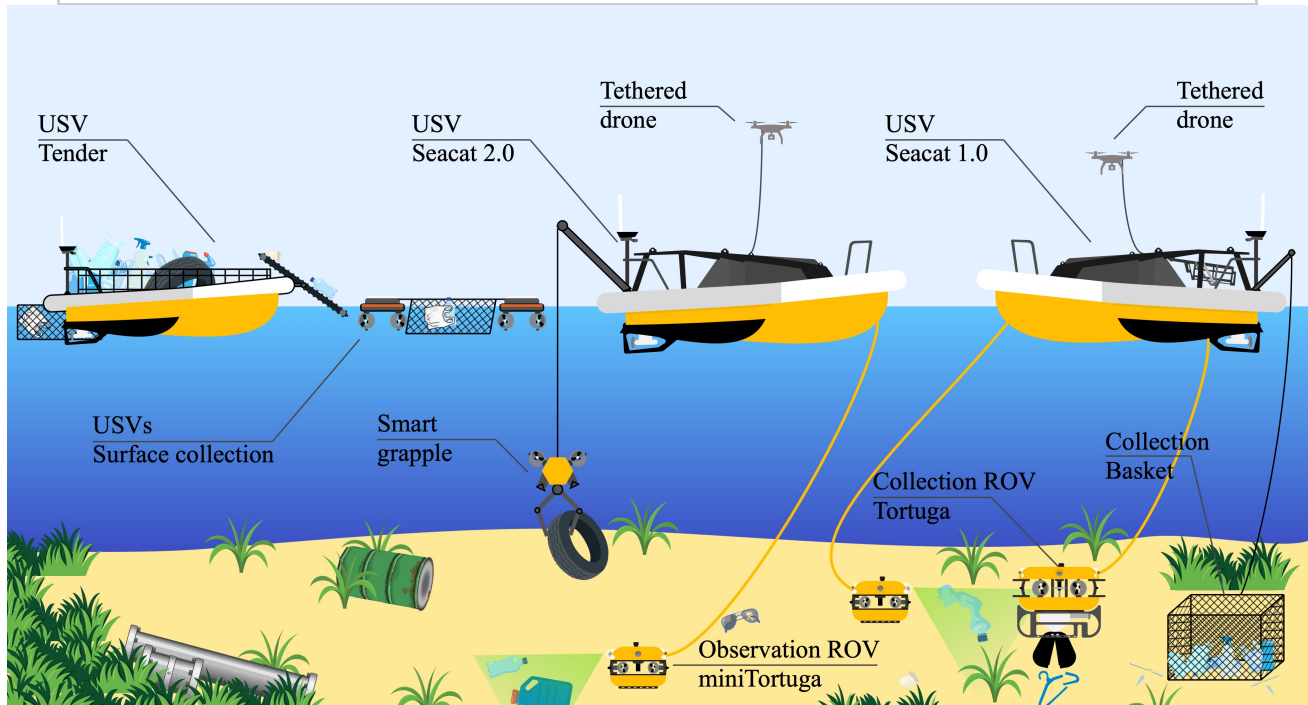 Tethered
drone
Tethered
drone
USV
Tender
USV
Seacat 2.0
USV
Seacat 1.0
USVs
Surface collection
Smart
grapple
Collection
Basket
Collection ROV
Tortuga
Observation ROV
miniTortuga